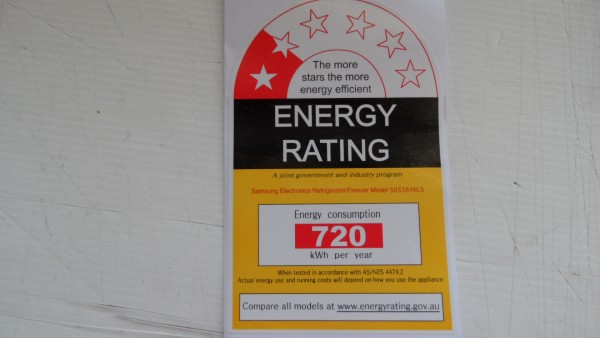 The more
stars the more
energy efficient
ENERGY
RATING
A joint government and industry program
Samsung Electronics Refrigerator/Freezer Model SRS584NLS
Energy consumption
720
kWh per year
When tested in accordance with AS/NZS 4474.2
Actual energy use and running costs will depend on how you use the appliance
Compare all models at www.energyrating.gov.au